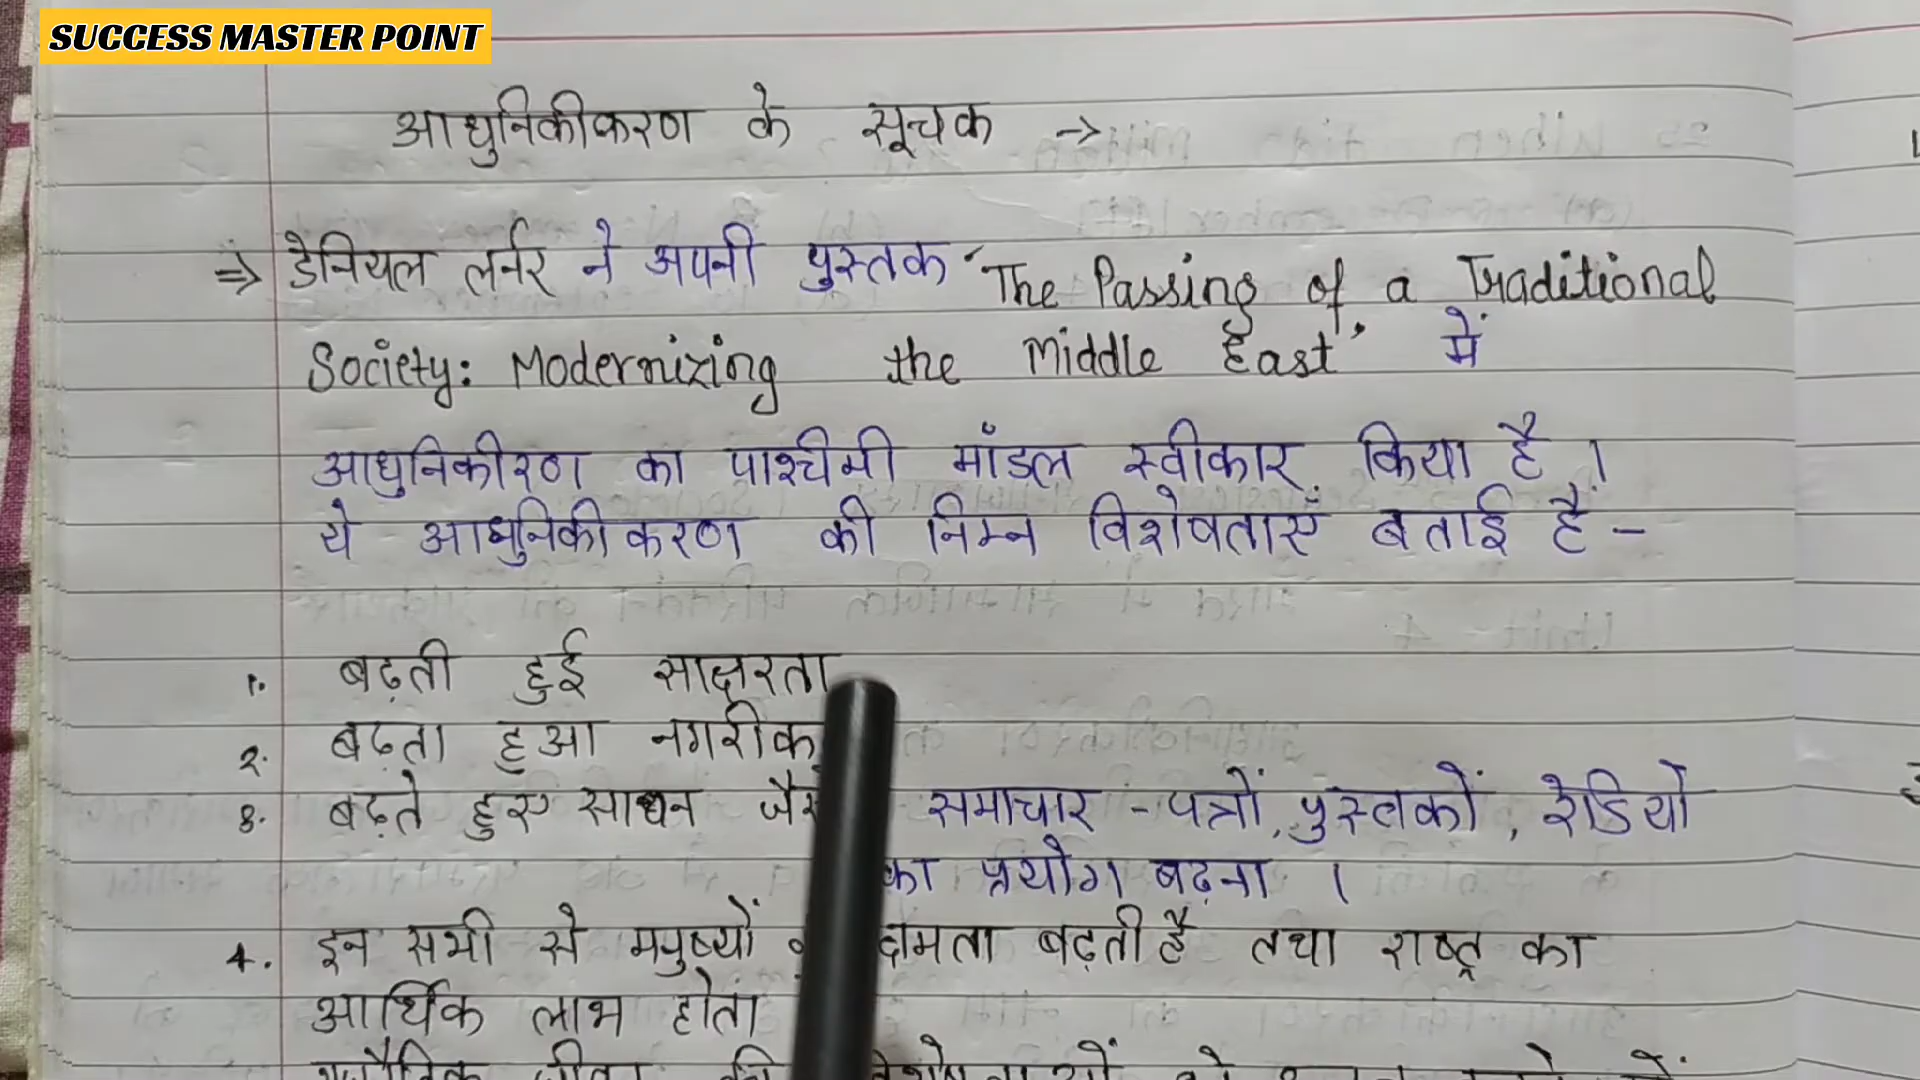 SUCCESS MASTER POINT
आधुनिकीकरण के सूचक →
⇒ डेनियल लर्नर ने अपनी पुस्तक 'The Passing of a Traditional
Society: Modernizing the Middle East' में
आधुनिकीरण का पाश्चीमी मॉडल स्वीकार किया है ।
ये आधुनिकीकरण की निम्न विशेषताएँ बताई हैं -
1. बढ़ती हुई साक्षरता
2. बढ़ता हुआ नगरीक
3. बढ़ते हुए साधन समाचार - पत्रों, पुस्तकों, रेडियो
का प्रयोग बढ़ना ।
4. इन सभी से मनुष्यों क्षमता बढ़ती है तथा राष्ट्र का
आर्थिक लाभ होता